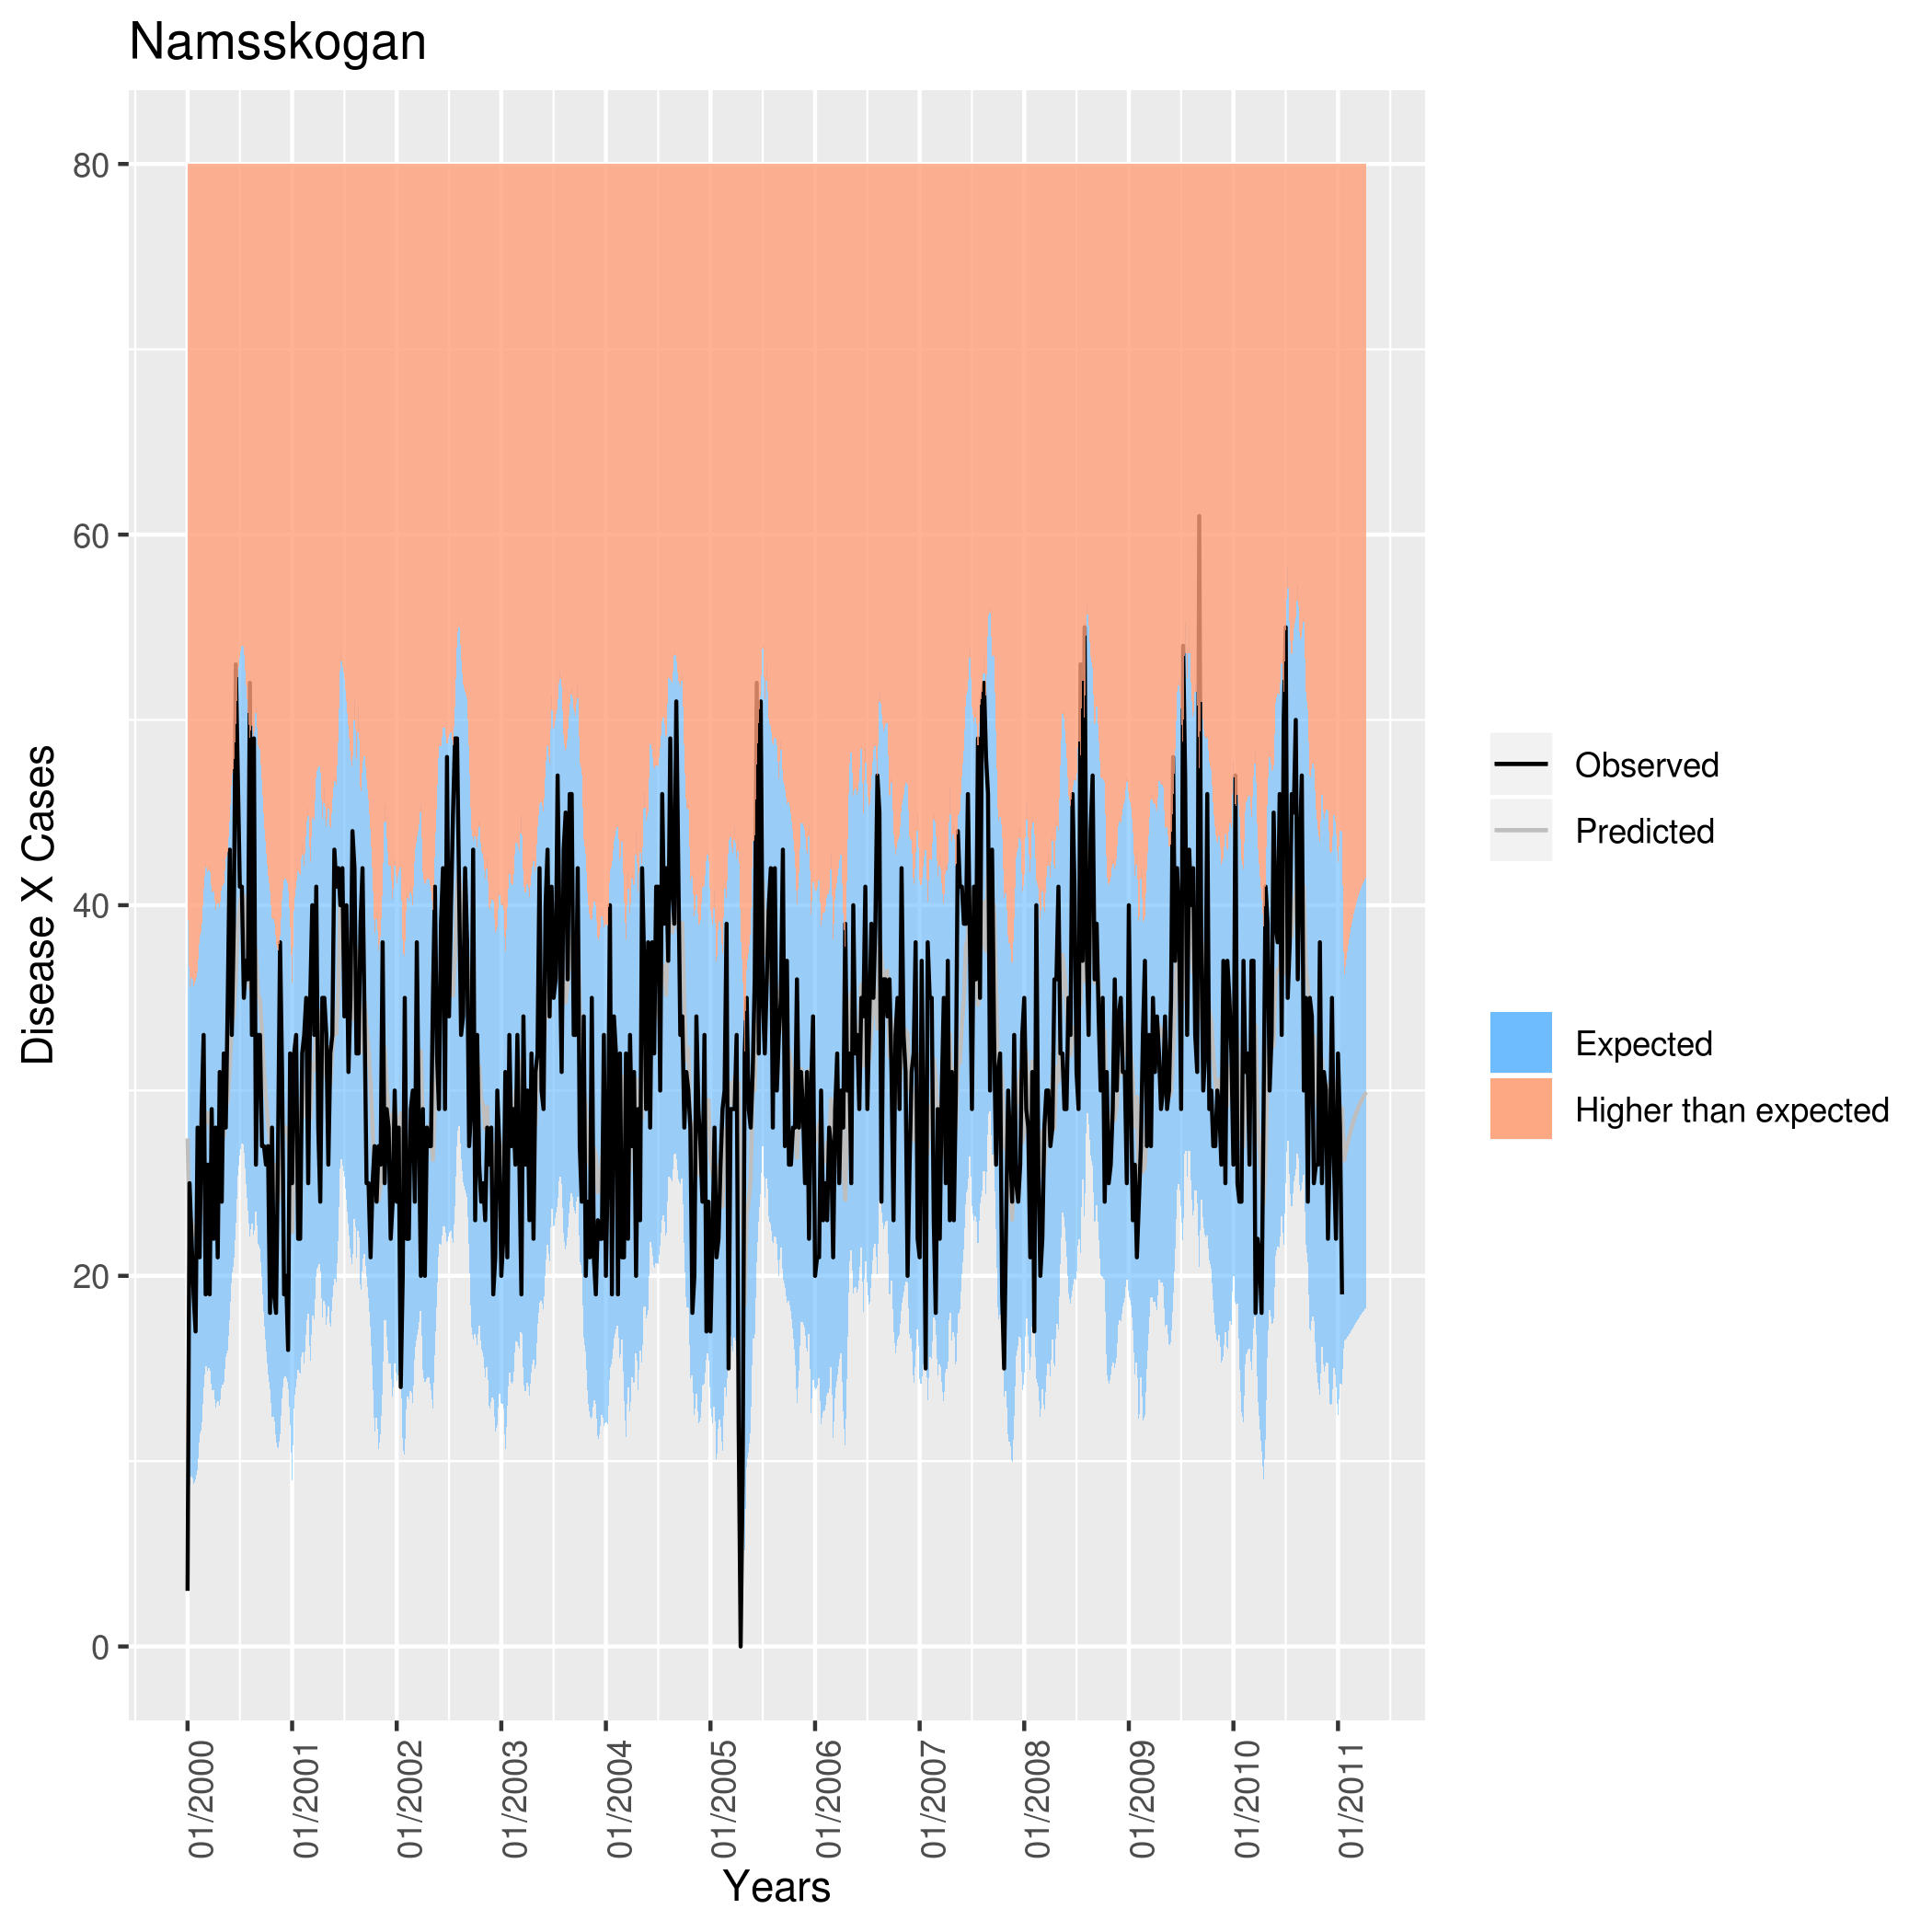 Namsskogan
Disease X Cases
80
60
40
20
0
01/2000
01/2001
01/2002
01/2003
01/2004
01/2005
01/2006
01/2007
01/2008
01/2009
01/2010
01/2011
Years
Observed
Predicted
Expected
Higher than expected